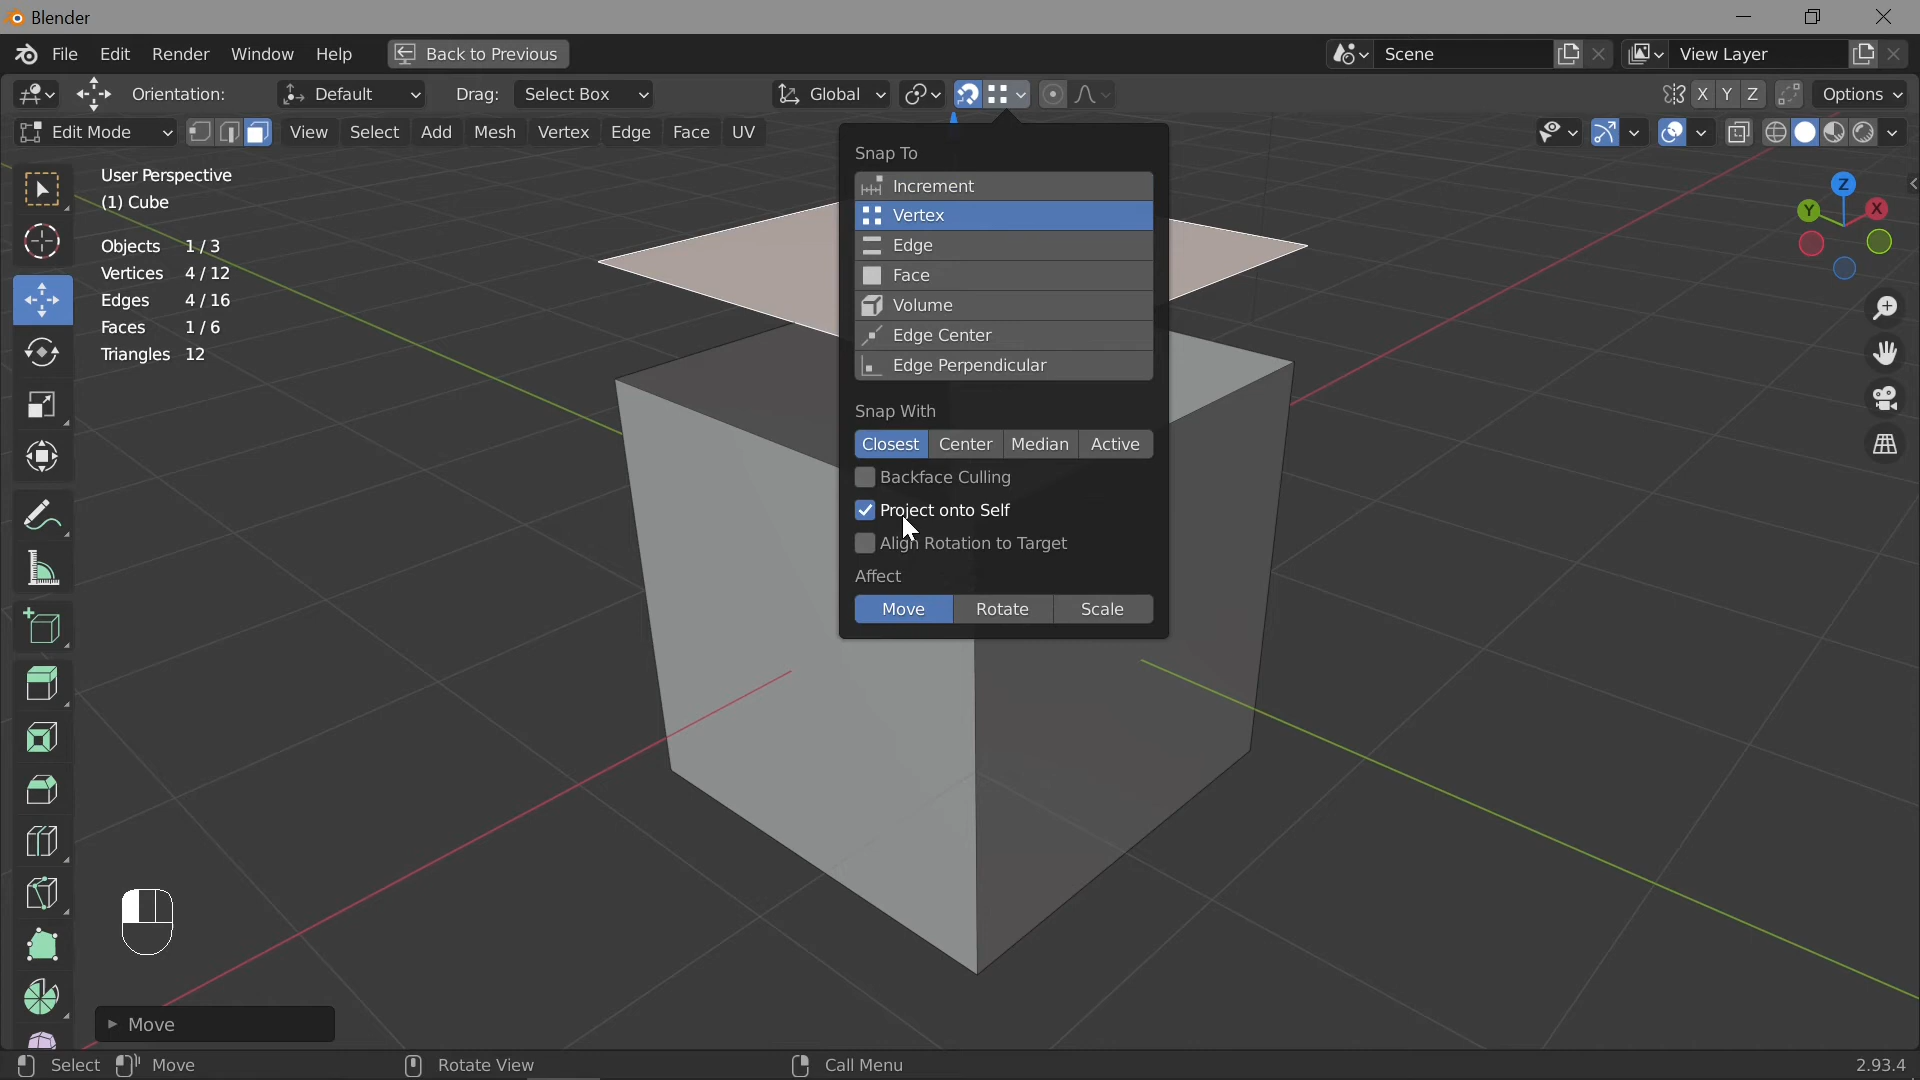 Blender
File Edit Render Window Help Back to Previous Scene View Layer
Orientation: Default Drag: Select Box Global X Y Z Options
Edit Mode View Select Add Mesh Vertex Edge Face UV
User Perspective
(1) Cube
Objects 1 / 3
Vertices 4 / 12
Edges 4 / 16
Faces 1 / 6
Triangles 12
Snap To
Increment
Vertex
Edge
Face
Volume
Edge Center
Edge Perpendicular
Snap With
Closest Center Median Active
Backface Culling
Project onto Self
Align Rotation to Target
Affect
Move Rotate Scale
Z
Y X
Move
Select Move Rotate View Call Menu 2.93.4